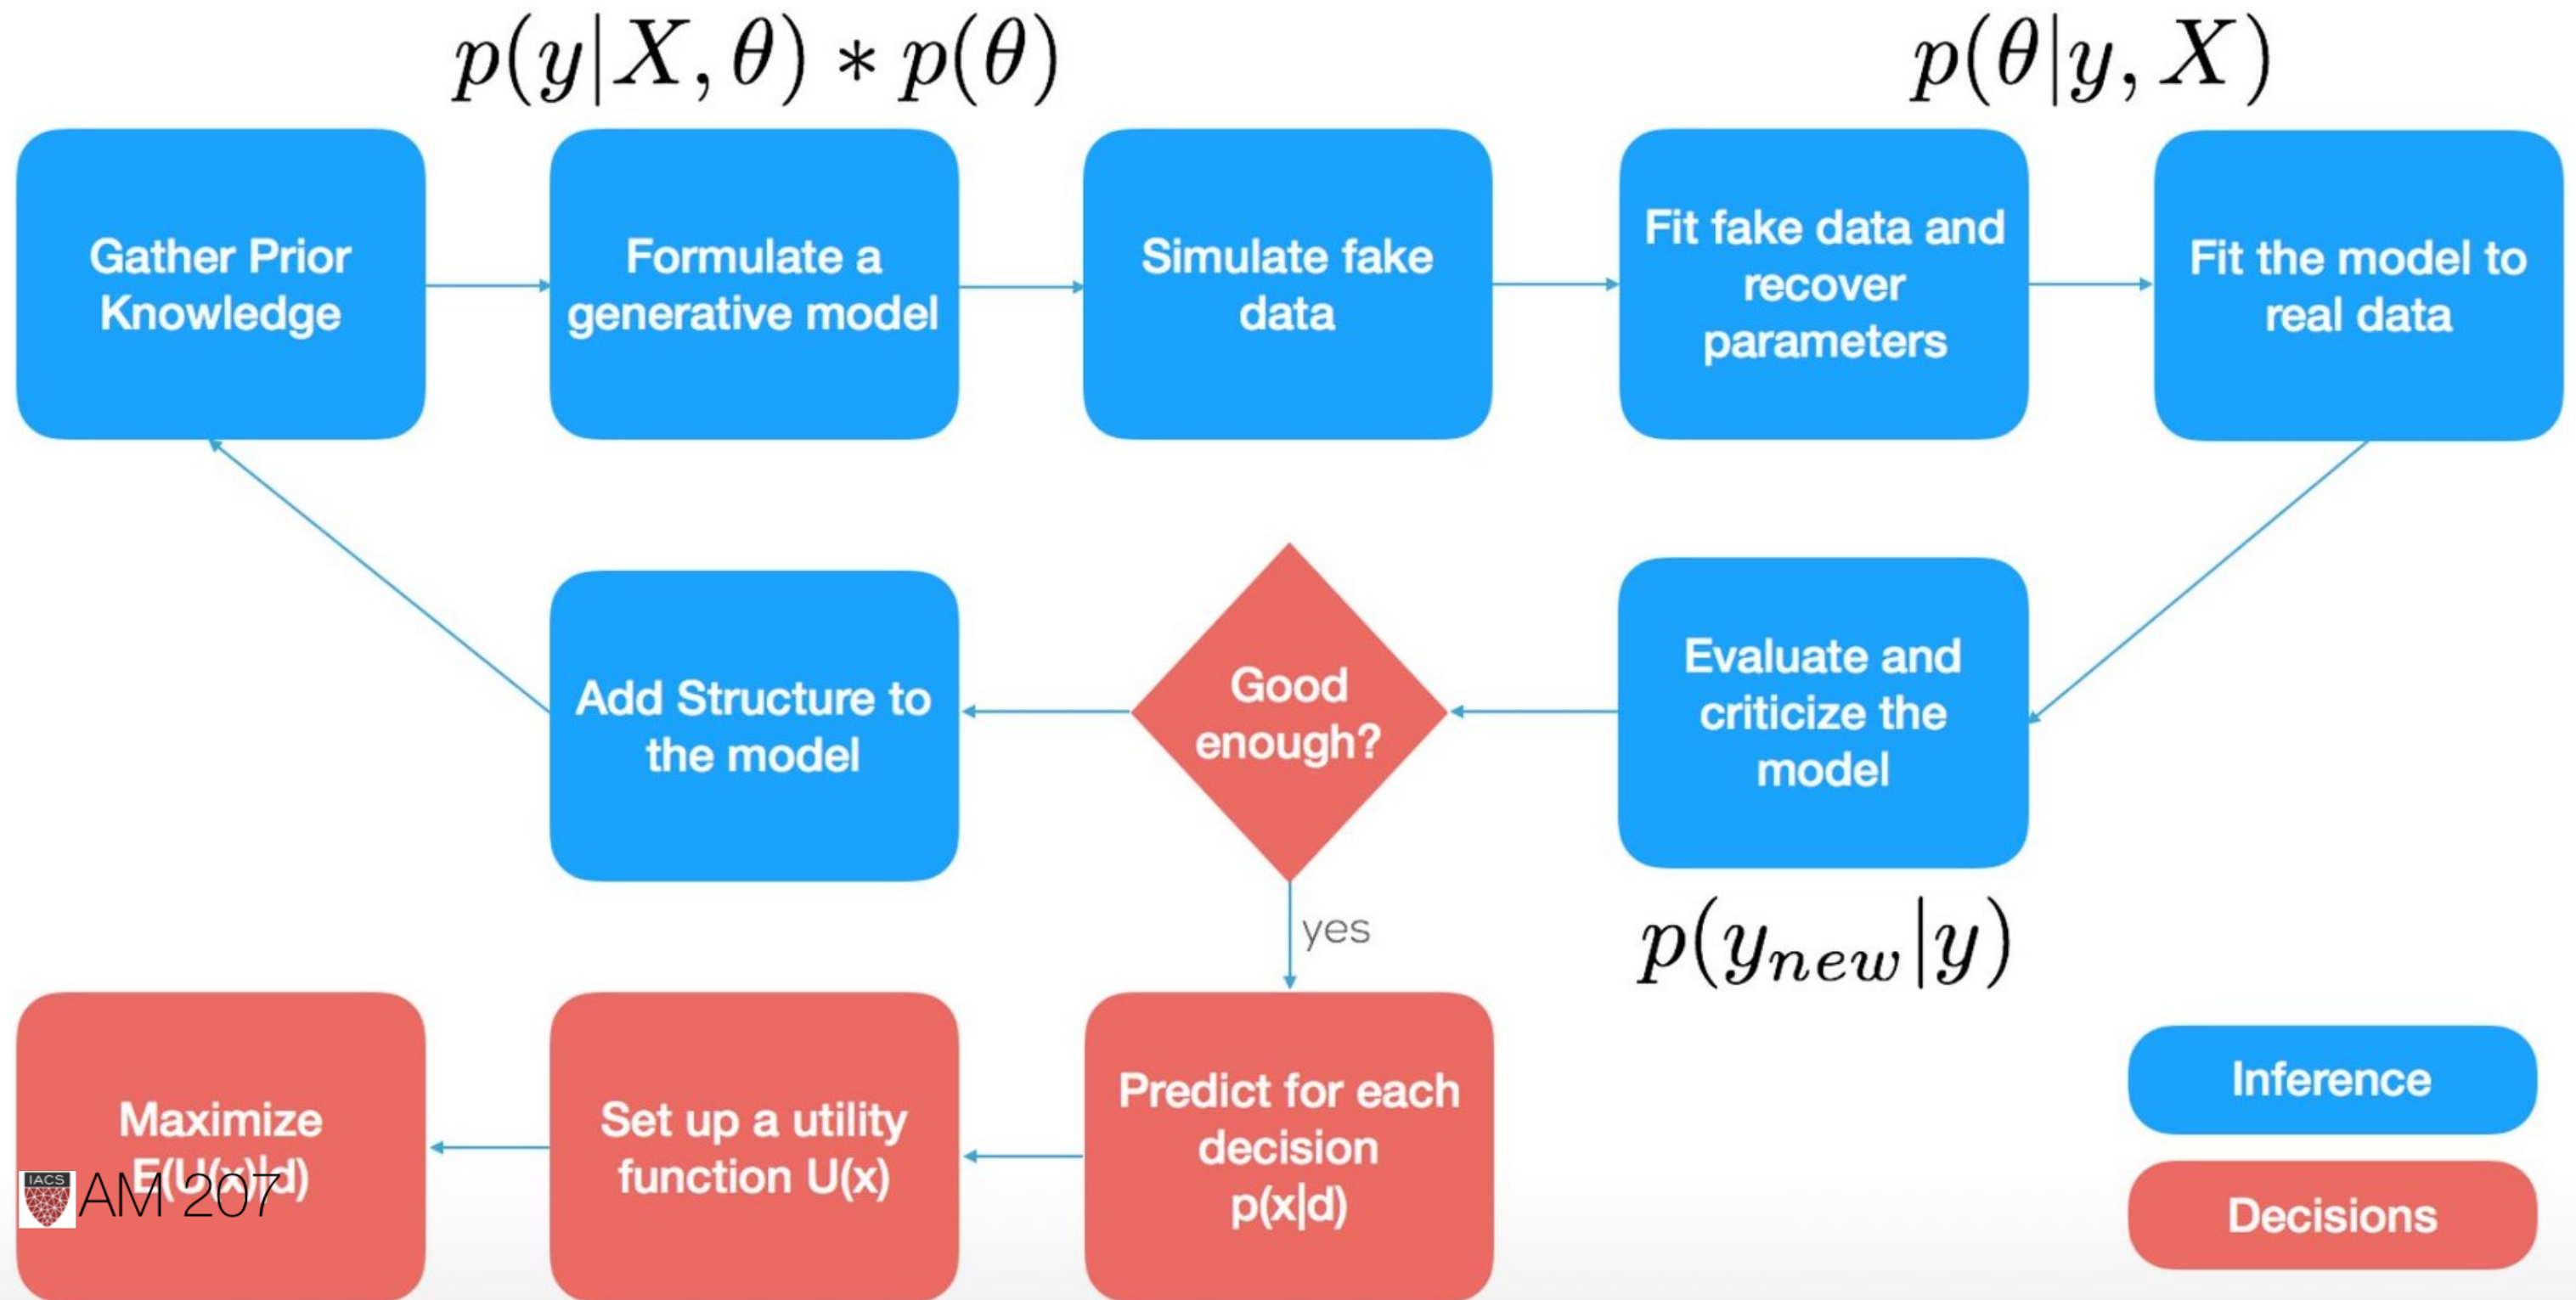 p(y|X, θ) * p(θ)
p(θ|y, X)
Gather Prior
Knowledge
Formulate a
generative model
Simulate fake
data
Fit fake data and
recover
parameters
Fit the model to
real data
Add Structure to
the model
Good
enough?
Evaluate and
criticize the
model
yes
p(y_new|y)
Maximize
E(U(x)|d)
IACS
AM 207
Set up a utility
function U(x)
Predict for each
decision
p(x|d)
Inference
Decisions